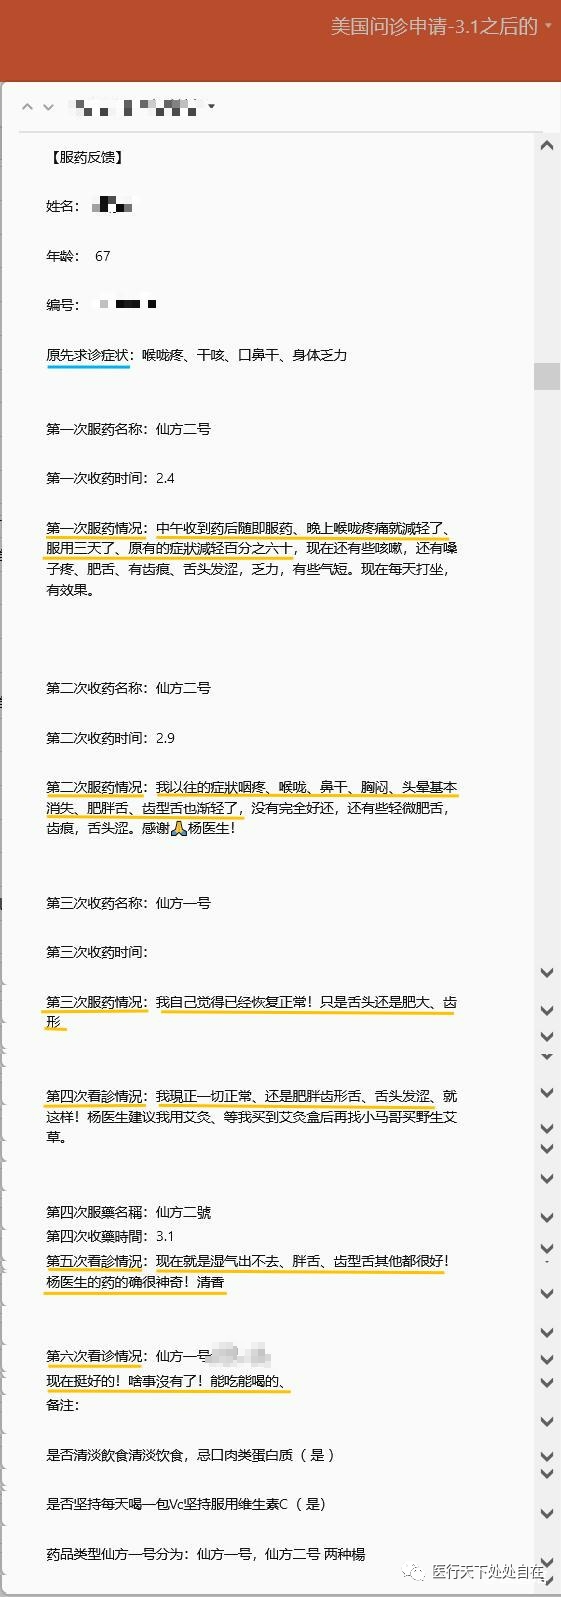 美国问诊申请-3.1之后的
【服药反馈】
姓名：
年龄： 67
编号：
原先求诊症状：喉咙疼、干咳、口鼻干、身体乏力
第一次服药名称：仙方二号
第一次收药时间：2.4
第一次服药情况：中午收到药后随即服药、晚上喉咙疼痛就减轻了、
服用三天了、原有的症狀減轻百分之六十，现在还有些咳嗽，还有嗓
子疼、肥舌、有齿痕、舌头发涩，乏力，有些气短。现在每天打坐，
有效果。
第二次收药名称：仙方二号
第二次收药时间：2.9
第二次服药情况：我以往的症狀咽疼、喉咙、鼻干、胸闷、头晕基本
消失、肥胖舌、齿型舌也渐轻了，没有完全好还，还有些轻微肥舌，
齿痕，舌头涩。感谢🙏杨医生！
第三次收药名称：仙方一号
第三次收药时间：
第三次服药情况：我自己觉得已经恢复正常！只是舌头还是肥大、齿
形
第四次看診情况：我現正一切正常、还是肥胖齿形舌、舌头发涩、就
这样！杨医生建议我用艾灸、等我买到艾灸盒后再找小马哥买野生艾
草。
第四次服藥名稱：仙方二號
第四次收藥時間：3.1
第五次看診情況：现在就是湿气出不去、胖舌、齿型舌其他都很好！
杨医生的药的确很神奇！清香
第六次看诊情况：仙方一号
现在挺好的！啥事沒有了！能吃能喝的、
备注：
是否清淡飲食清淡饮食，忌口肉类蛋白质（ 是 ）
是否坚持每天喝一包Vc坚持服用维生素C（ 是）
药品类型仙方一号分为：仙方一号，仙方二号 两种楊
医行天下处处自在